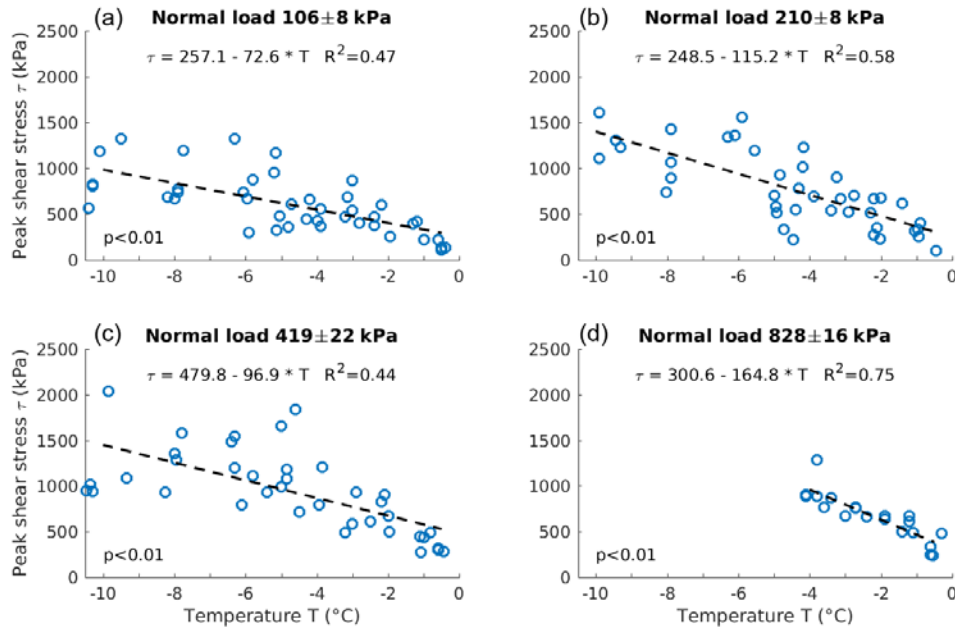 (a) Normal load 106±8 kPa
τ = 257.1 - 72.6 * T R²=0.47
Peak shear stress τ (kPa)
2500
2000
1500
1000
500
0
p<0.01
-10 -8 -6 -4 -2 0
(b) Normal load 210±8 kPa
τ = 248.5 - 115.2 * T R²=0.58
2500
2000
1500
1000
500
0
p<0.01
-10 -8 -6 -4 -2 0
(c) Normal load 419±22 kPa
τ = 479.8 - 96.9 * T R²=0.44
Peak shear stress τ (kPa)
2500
2000
1500
1000
500
0
p<0.01
-10 -8 -6 -4 -2 0
Temperature T (°C)
(d) Normal load 828±16 kPa
τ = 300.6 - 164.8 * T R²=0.75
2500
2000
1500
1000
500
0
p<0.01
-10 -8 -6 -4 -2 0
Temperature T (°C)